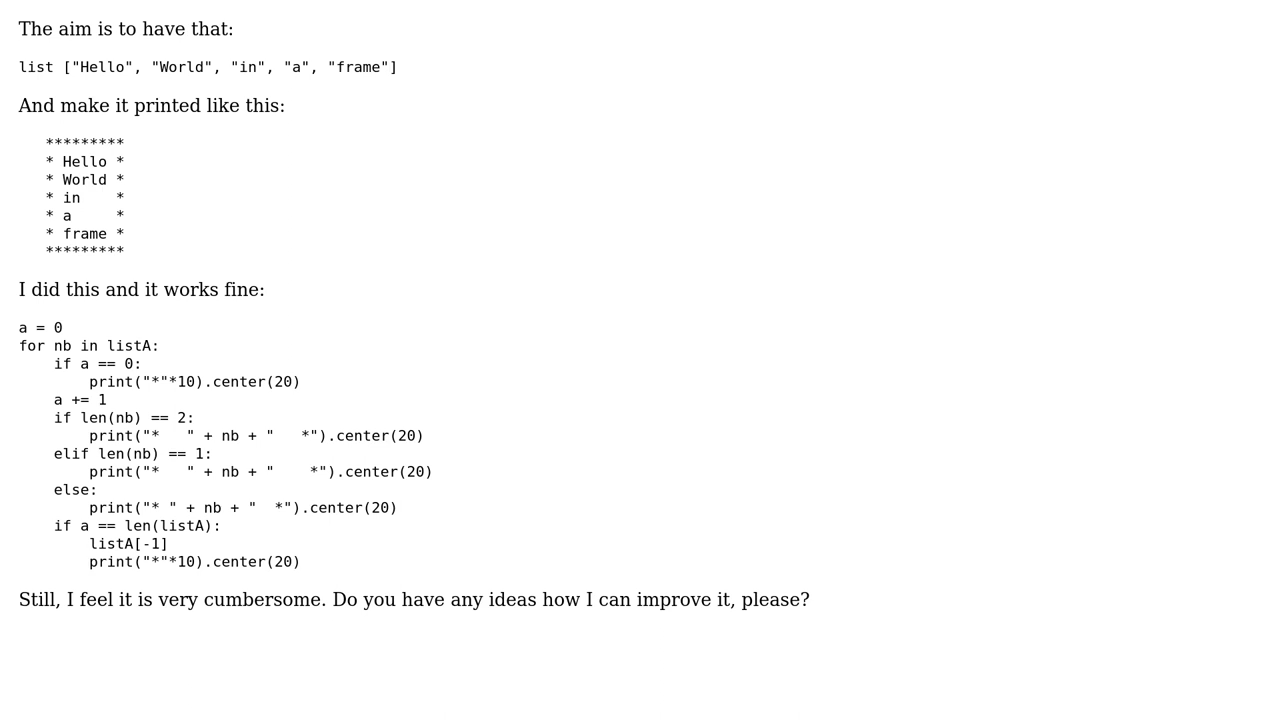 The aim is to have that:
list ["Hello", "World", "in", "a", "frame"]
And make it printed like this:
   *********
   * Hello *
   * World *
   * in    *
   * a     *
   * frame *
   *********
I did this and it works fine:
a = 0
for nb in listA:
    if a == 0:
        print("*"*10).center(20)
    a += 1
    if len(nb) == 2:
        print("*   " + nb + "   *").center(20)
    elif len(nb) == 1:
        print("*   " + nb + "    *").center(20)
    else:
        print("* " + nb + "  *").center(20)
    if a == len(listA):
        listA[-1]
        print("*"*10).center(20)
Still, I feel it is very cumbersome. Do you have any ideas how I can improve it, please?